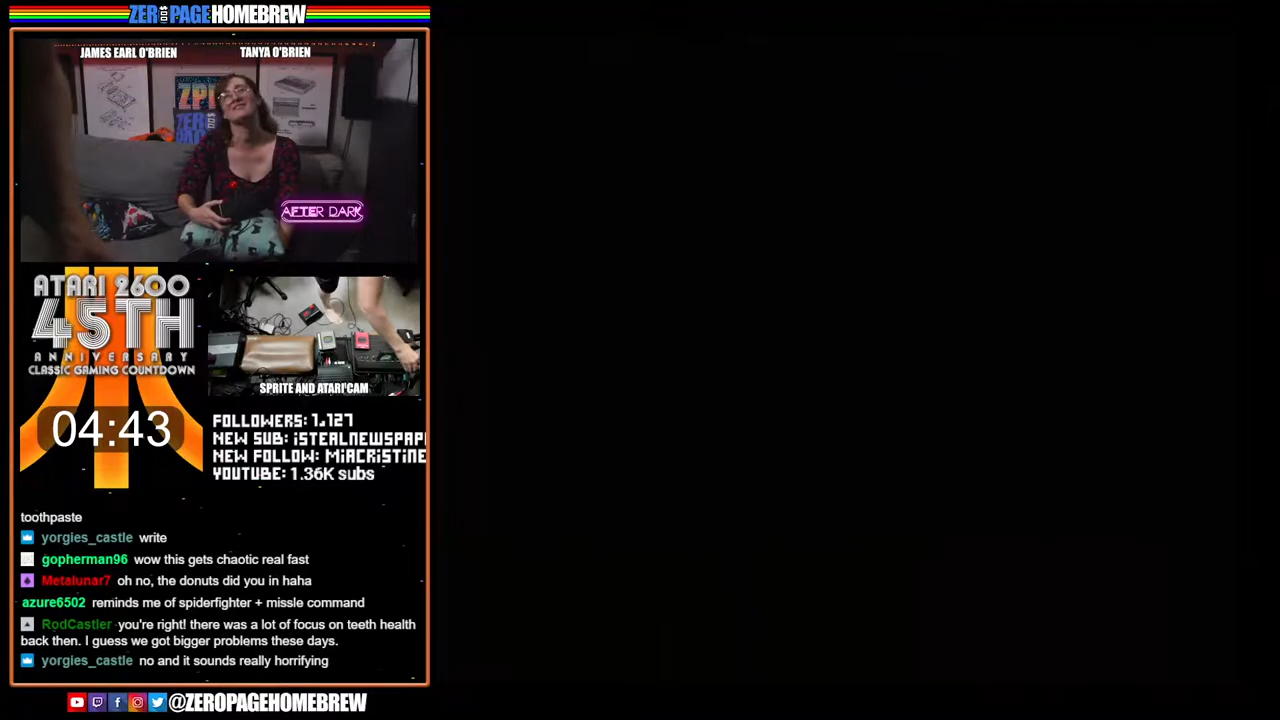 ZEROPAGEHOMEBREW
JAMES EARL O'BRIEN
TANYA O'BRIEN
AFTER DARK
ATARI 2600
45TH
ANNIVERSARY
CLASSIC GAMING COUNTDOWN
04:43
SPRITE AND ATARI CAM
FOLLOWERS: 1,127
NEW SUB: iSTEALNEWSPAP
NEW FOLLOW: MIACRISTINE
YOUTUBE: 1.36K subs
toothpaste
yorgies_castle write
gopherman96 wow this gets chaotic real fast
Metalunar7 oh no, the donuts did you in haha
azure6502 reminds me of spiderfighter + missle command
RodCastler you're right! there was a lot of focus on teeth health
back then. I guess we got bigger problems these days.
yorgies_castle no and it sounds really horrifying
@ZEROPAGEHOMEBREW